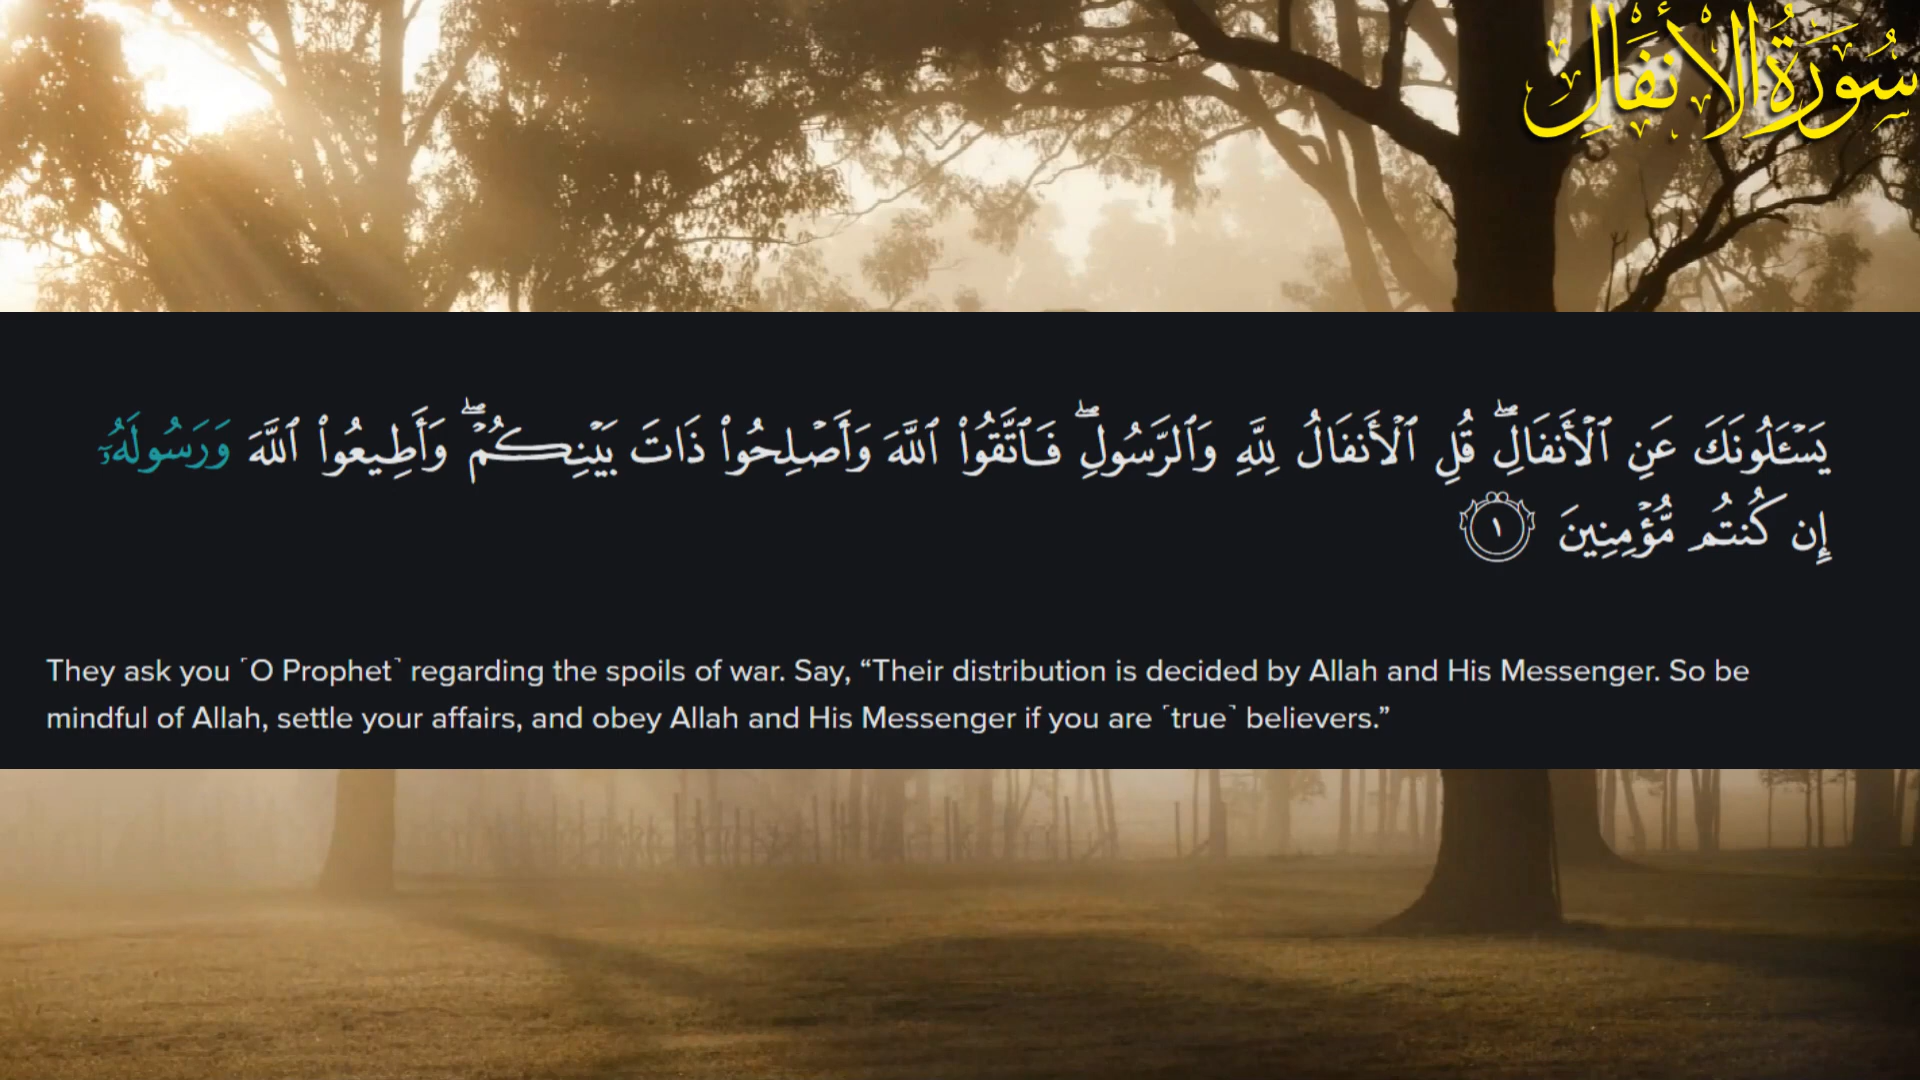 سُورَةُ الأَنفَالِ
يَسْـَٔلُونَكَ عَنِ ٱلْأَنفَالِ ۖ قُلِ ٱلْأَنفَالُ لِلَّهِ وَٱلرَّسُولِ ۖ فَٱتَّقُوا۟ ٱللَّهَ وَأَصْلِحُوا۟ ذَاتَ بَيْنِكُمْ ۖ وَأَطِيعُوا۟ ٱللَّهَ وَرَسُولَهُۥٓ
إِن كُنتُم مُّؤْمِنِينَ ١
They ask you ˹O Prophet˺ regarding the spoils of war. Say, “Their distribution is decided by Allah and His Messenger. So be
mindful of Allah, settle your affairs, and obey Allah and His Messenger if you are ˹true˺ believers.”